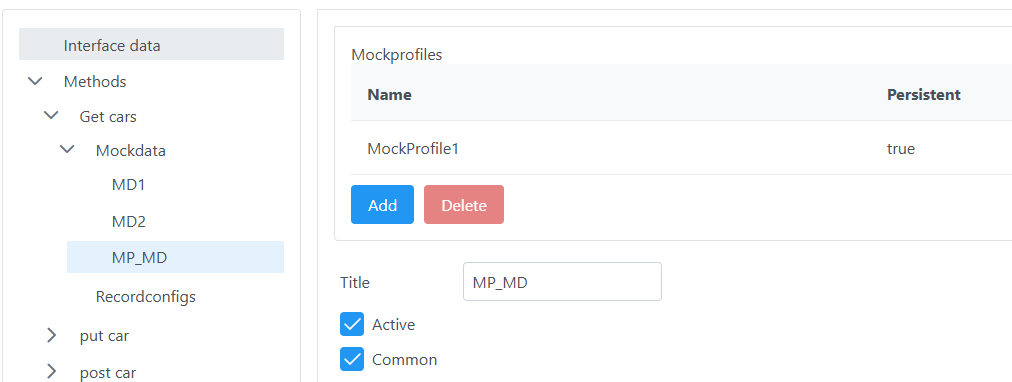 Interface data
Methods
Get cars
Mockdata
MD1
MD2
MP_MD
Recordconfigs
put car
post car
Mockprofiles
Name Persistent
MockProfile1 true
Add Delete
Title MP_MD
Active
Common